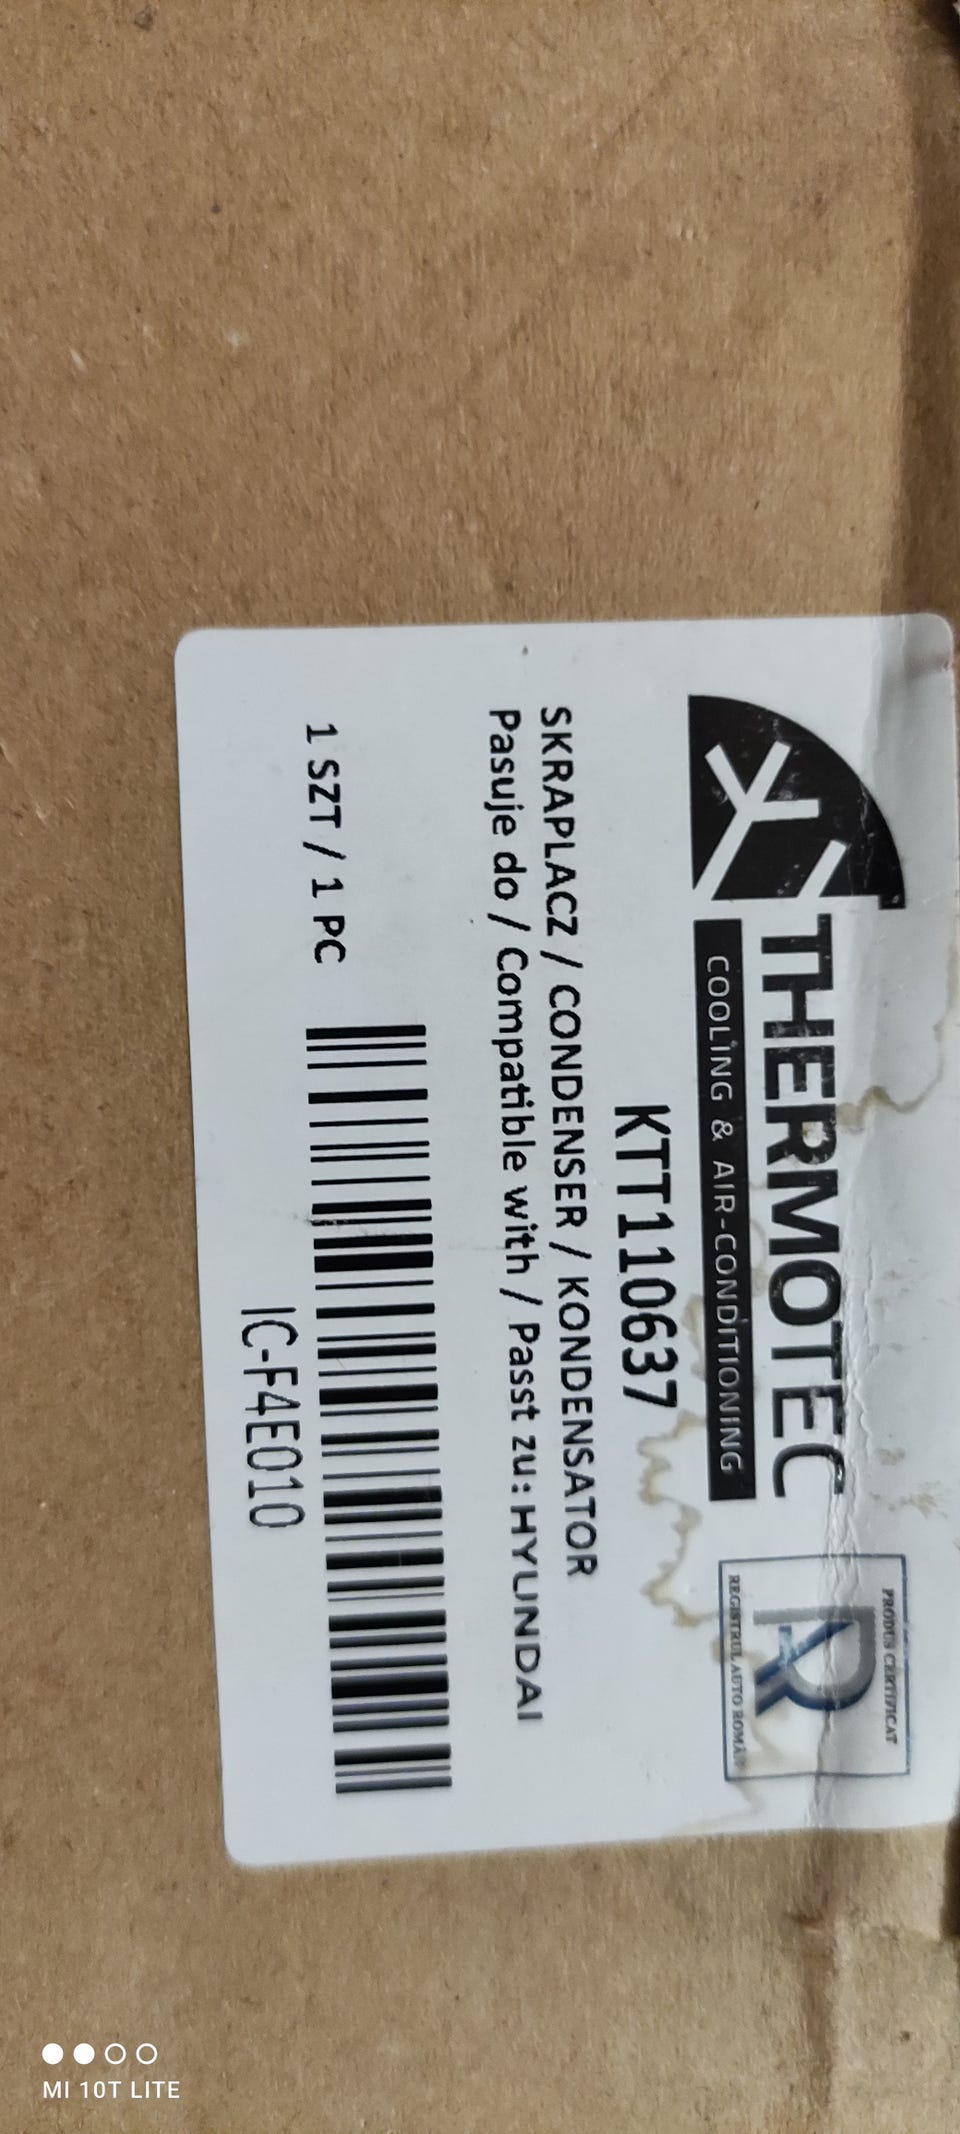 THERMOTEC
COOLING & AIR-CONDITIONING
PRODUS CERTIFICAT
R
REGISTRUL AUTO ROMÂN
KTT110637
SKRAPLACZ / CONDENSER / KONDENSATOR
Pasuje do / Compatible with / Passt zu: HYUNDAI
1 SZT / 1 PC
IC-F4E010
MI 10T LITE